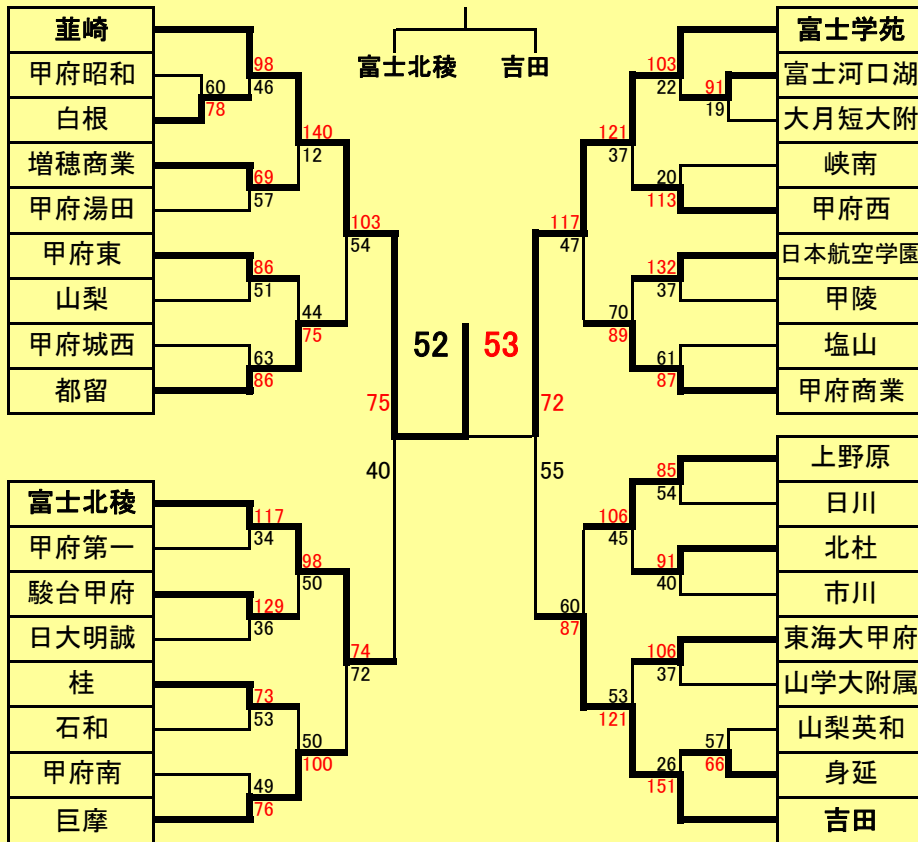 韮崎
甲府昭和
白根
増穂商業
甲府湯田
甲府東
山梨
甲府城西
都留
98
60
46
78
140
12
69
57
103
54
86
51
44
75
63
86
75
富士北稜
甲府第一
駿台甲府
日大明誠
桂
石和
甲府南
巨摩
117
34
98
50
129
36
74
72
73
53
50
100
49
76
40
富士北稜 吉田
52 53
富士学苑
富士河口湖
大月短大附
峡南
甲府西
日本航空学園
甲陵
塩山
甲府商業
103
22
91
19
121
37
20
113
117
47
132
37
70
89
61
87
72
上野原
日川
北杜
市川
東海大甲府
山学大附属
山梨英和
身延
吉田
85
54
106
45
91
40
60
87
106
37
53
121
57
66
26
151
55